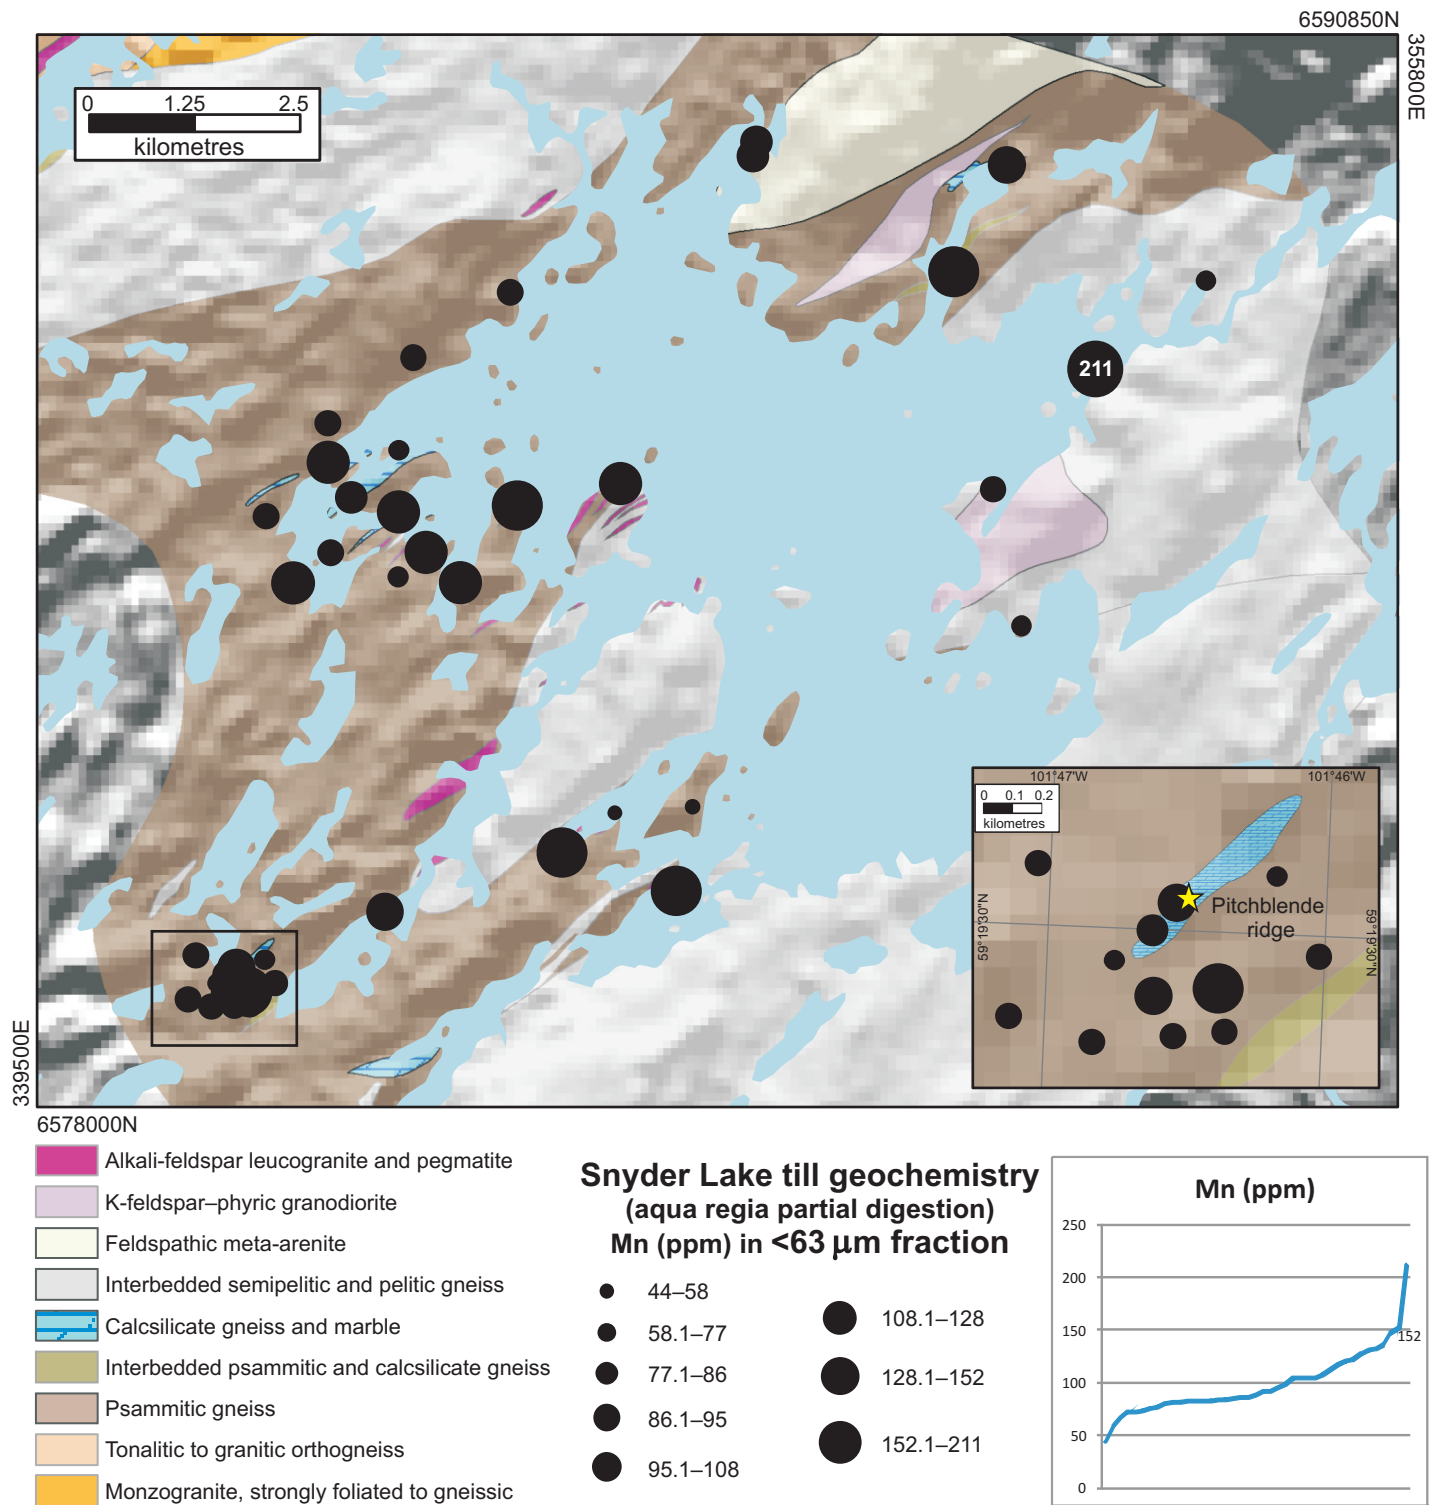 6590850N
355800E
0 1.25 2.5
kilometres
211
101°47'W
101°46'W
0 0.1 0.2
kilometres
59°19'30"N
59°19'30"N
Pitchblende
ridge
339500E
6578000N
Alkali-feldspar leucogranite and pegmatite
K-feldspar–phyric granodiorite
Feldspathic meta-arenite
Interbedded semipelitic and pelitic gneiss
Calcsilicate gneiss and marble
Interbedded psammitic and calcsilicate gneiss
Psammitic gneiss
Tonalitic to granitic orthogneiss
Monzogranite, strongly foliated to gneissic
Snyder Lake till geochemistry
(aqua regia partial digestion)
Mn (ppm) in <63 µm fraction
44–58
58.1–77
77.1–86
86.1–95
95.1–108
108.1–128
128.1–152
152.1–211
Mn (ppm)
250
200
150
100
50
0
152